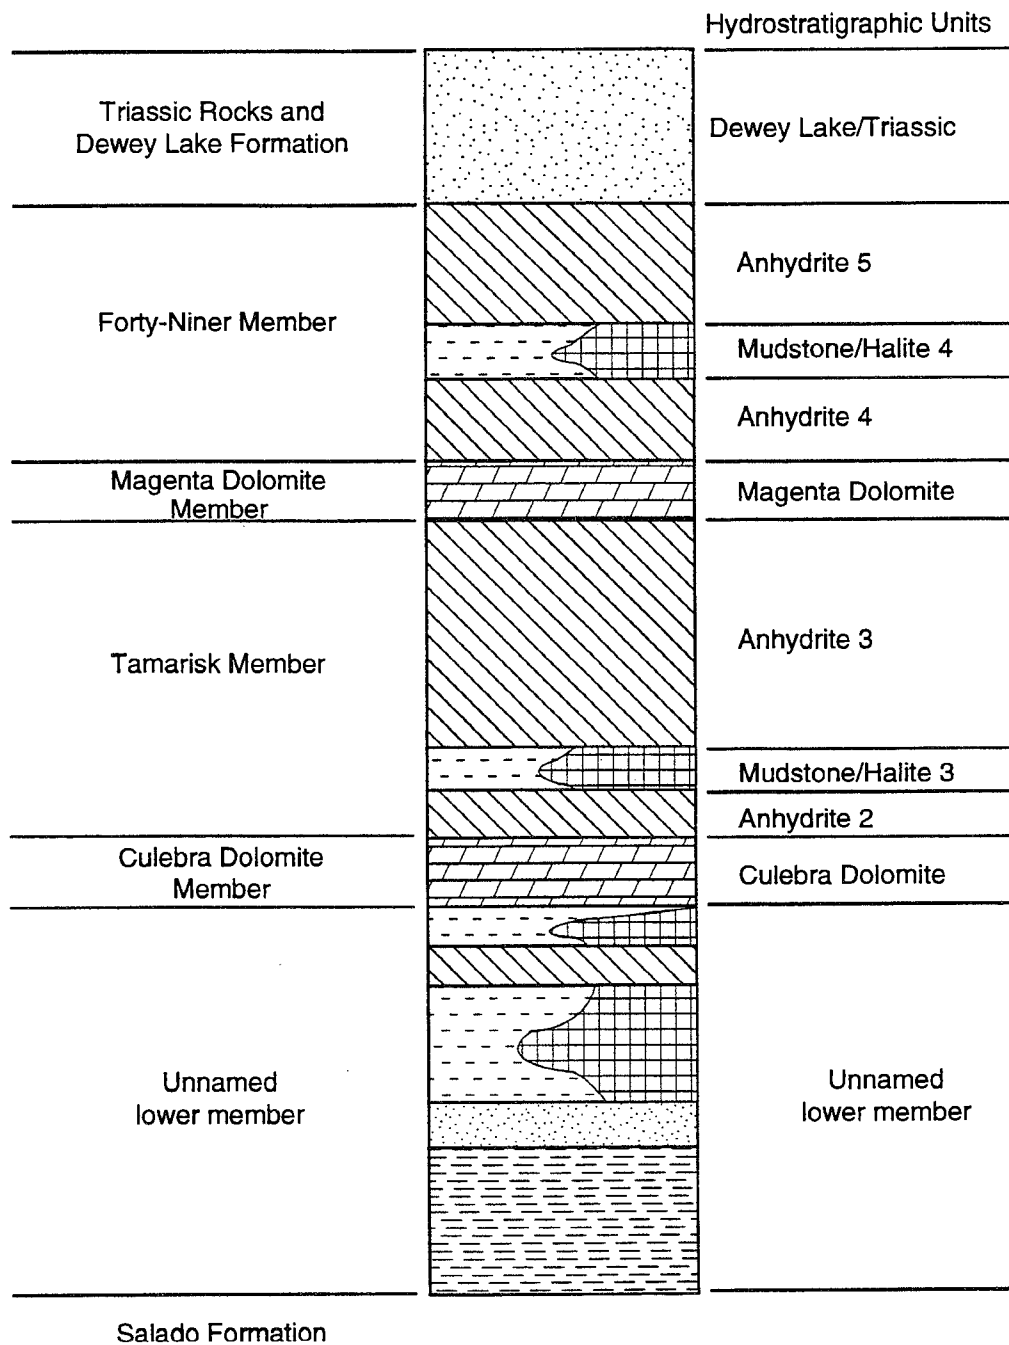 Hydrostratigraphic Units
Triassic Rocks and
Dewey Lake Formation
Dewey Lake/Triassic
Anhydrite 5
Forty-Niner Member
Mudstone/Halite 4
Anhydrite 4
Magenta Dolomite
Member
Magenta Dolomite
Anhydrite 3
Tamarisk Member
Mudstone/Halite 3
Anhydrite 2
Culebra Dolomite
Member
Culebra Dolomite
Unnamed
lower member
Unnamed
lower member
Salado Formation